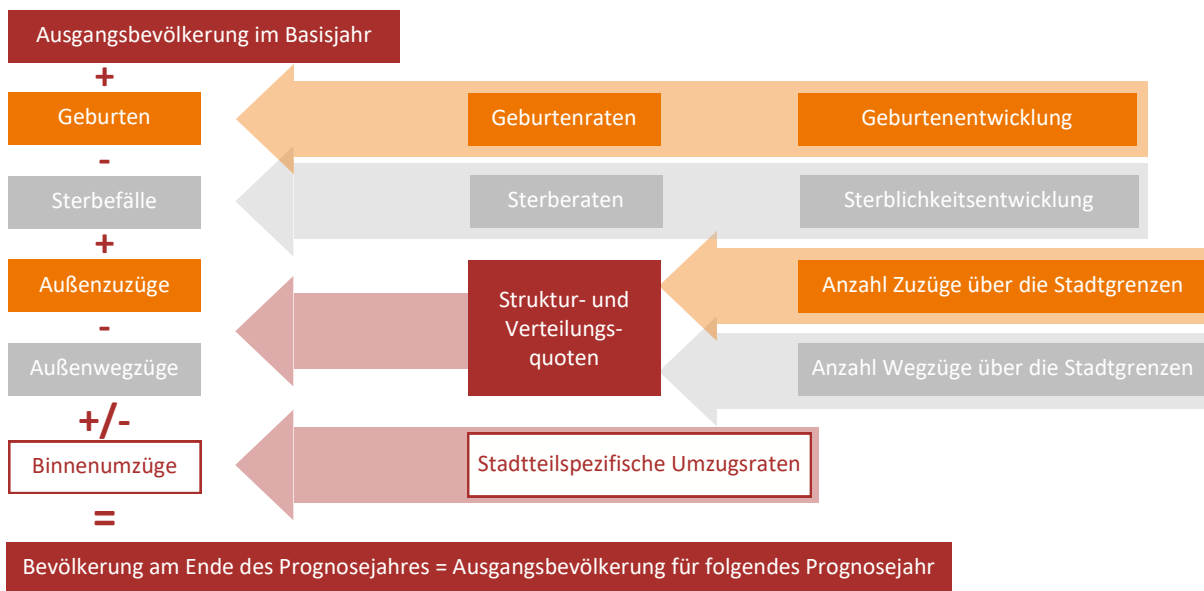 Ausgangsbevölkerung im Basisjahr
+
Geburten
Geburtenraten
Geburtenentwicklung
-
Sterbefälle
Sterberaten
Sterblichkeitsentwicklung
+
Außenzuzüge
Struktur- und
Verteilungs-
quoten
Anzahl Zuzüge über die Stadtgrenzen
-
Außenwegzüge
Anzahl Wegzüge über die Stadtgrenzen
+/-
Binnenumzüge
Stadtteilspezifische Umzugsraten
=
Bevölkerung am Ende des Prognosejahres = Ausgangsbevölkerung für folgendes Prognosejahr